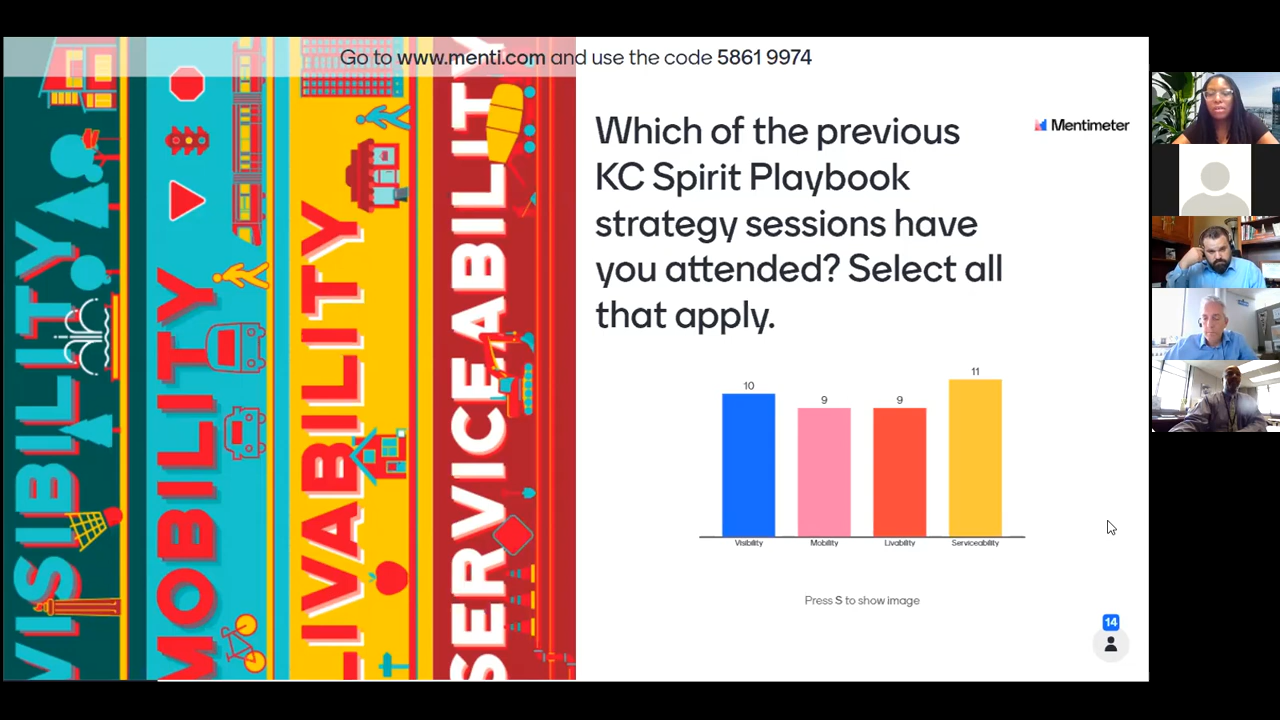 Go to www.menti.com and use the code 5861 9974
VISIBILITY
MOBILITY
LIVABILITY
SERVICEABILITY
Which of the previous
KC Spirit Playbook
strategy sessions have
you attended? Select all
that apply.
Mentimeter
10
9
9
11
Visibility
Mobility
Livability
Serviceability
Press S to show image
14